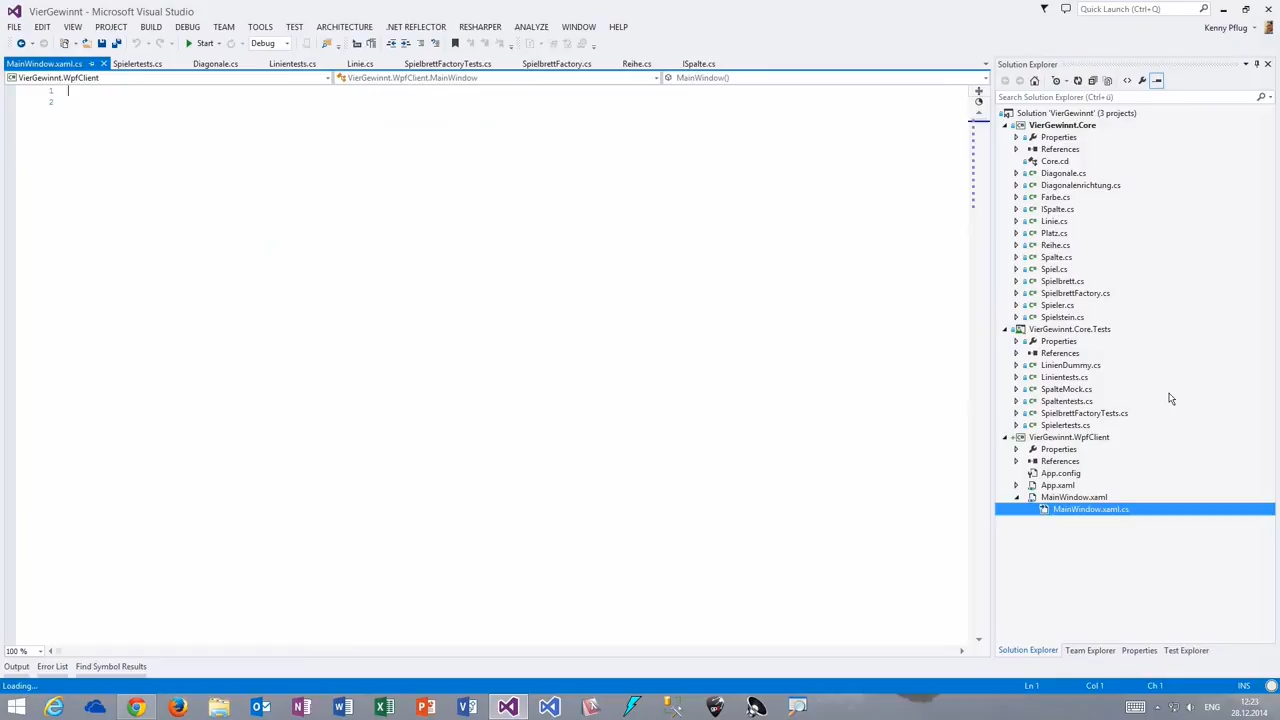 VierGewinnt - Microsoft Visual Studio
Quick Launch (Ctrl+Q)
FILE EDIT VIEW PROJECT BUILD DEBUG TEAM TOOLS TEST ARCHITECTURE .NET REFLECTOR RESHARPER ANALYZE WINDOW HELP
Kenny Pflug
Start Debug
MainWindow.xaml.cs Spielertests.cs Diagonale.cs Linientests.cs Linie.cs SpielbrettFactoryTests.cs SpielbrettFactory.cs Reihe.cs ISpalte.cs
VierGewinnt.WpfClient VierGewinnt.WpfClient.MainWindow MainWindow()
1
2
Solution Explorer
Search Solution Explorer (Ctrl+ü)
Solution 'VierGewinnt' (3 projects)
VierGewinnt.Core
Properties
References
Core.cd
Diagonale.cs
Diagonalenrichtung.cs
Farbe.cs
ISpalte.cs
Linie.cs
Platz.cs
Reihe.cs
Spalte.cs
Spiel.cs
Spielbrett.cs
SpielbrettFactory.cs
Spieler.cs
Spielstein.cs
VierGewinnt.Core.Tests
Properties
References
LinienDummy.cs
Linientests.cs
SpalteMock.cs
Spaltentests.cs
SpielbrettFactoryTests.cs
Spielertests.cs
VierGewinnt.WpfClient
Properties
References
App.config
App.xaml
MainWindow.xaml
MainWindow.xaml.cs
100 %
Solution Explorer Team Explorer Properties Test Explorer
Output Error List Find Symbol Results
Loading... Ln 1 Col 1 Ch 1 INS
ENG 12:23
28.12.2014